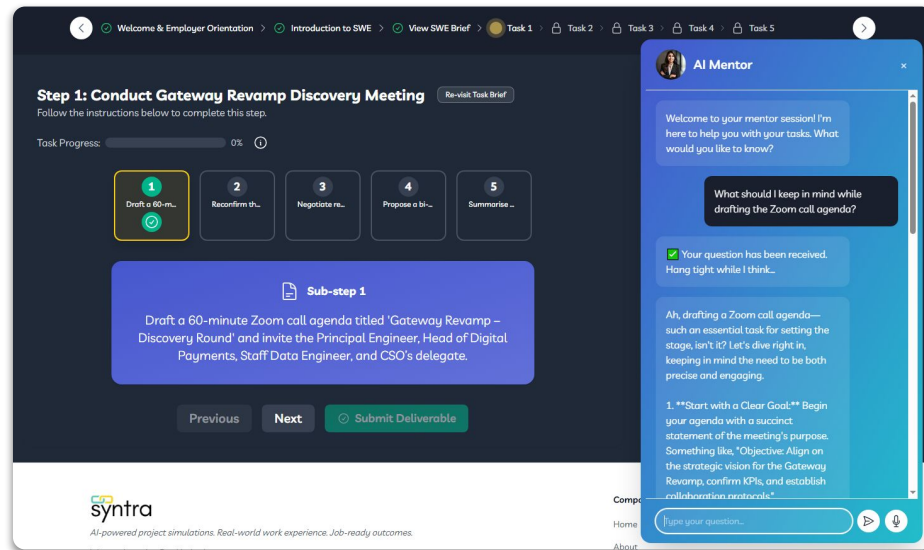 Welcome & Employer Orientation > Introduction to SWE > View SWE Brief > Task 1 > Task 2 > Task 3 > Task 4 > Task 5
Step 1: Conduct Gateway Revamp Discovery Meeting
Re-visit Task Brief
Follow the instructions below to complete this step.
Task Progress: 0%
1
Draft a 60-m...
2
Reconfirm th...
3
Negotiate re...
4
Propose a bi-...
5
Summarise ...
Sub-step 1
Draft a 60-minute Zoom call agenda titled 'Gateway Revamp –
Discovery Round' and invite the Principal Engineer, Head of Digital
Payments, Staff Data Engineer, and CSO's delegate.
Previous
Next
Submit Deliverable
syntra
AI-powered project simulations. Real-world work experience. Job-ready outcomes.
Home
About
AI Mentor
×
Welcome to your mentor session! I'm
here to help you with your tasks. What
would you like to know?
What should I keep in mind while
drafting the Zoom call agenda?
✅ Your question has been received.
Hang tight while I think...
Ah, drafting a Zoom call agenda—
such an essential task for setting the
stage, isn't it? Let's dive right in,
keeping in mind the need to be both
precise and engaging.
1. **Start with a Clear Goal:** Begin
your agenda with a succinct
statement of the meeting's purpose.
Something like, "Objective: Align on
the strategic vision for the Gateway
Revamp, confirm KPIs, and establish
collaboration protocols."
Type your question...